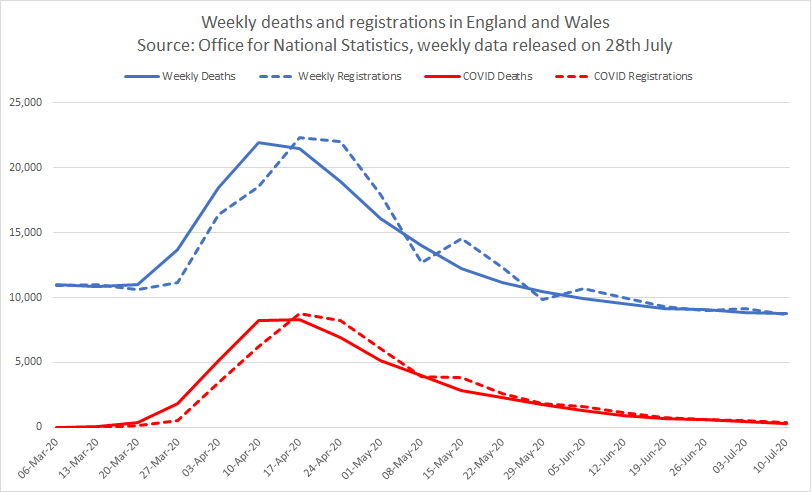 Weekly deaths and registrations in England and Wales
Source: Office for National Statistics, weekly data released on 28th July
Weekly Deaths Weekly Registrations COVID Deaths COVID Registrations
25,000
20,000
15,000
10,000
5,000
0
06-Mar-20 13-Mar-20 20-Mar-20 27-Mar-20 03-Apr-20 10-Apr-20 17-Apr-20 24-Apr-20 01-May-20 08-May-20 15-May-20 22-May-20 29-May-20 05-Jun-20 12-Jun-20 19-Jun-20 26-Jun-20 03-Jul-20 10-Jul-20